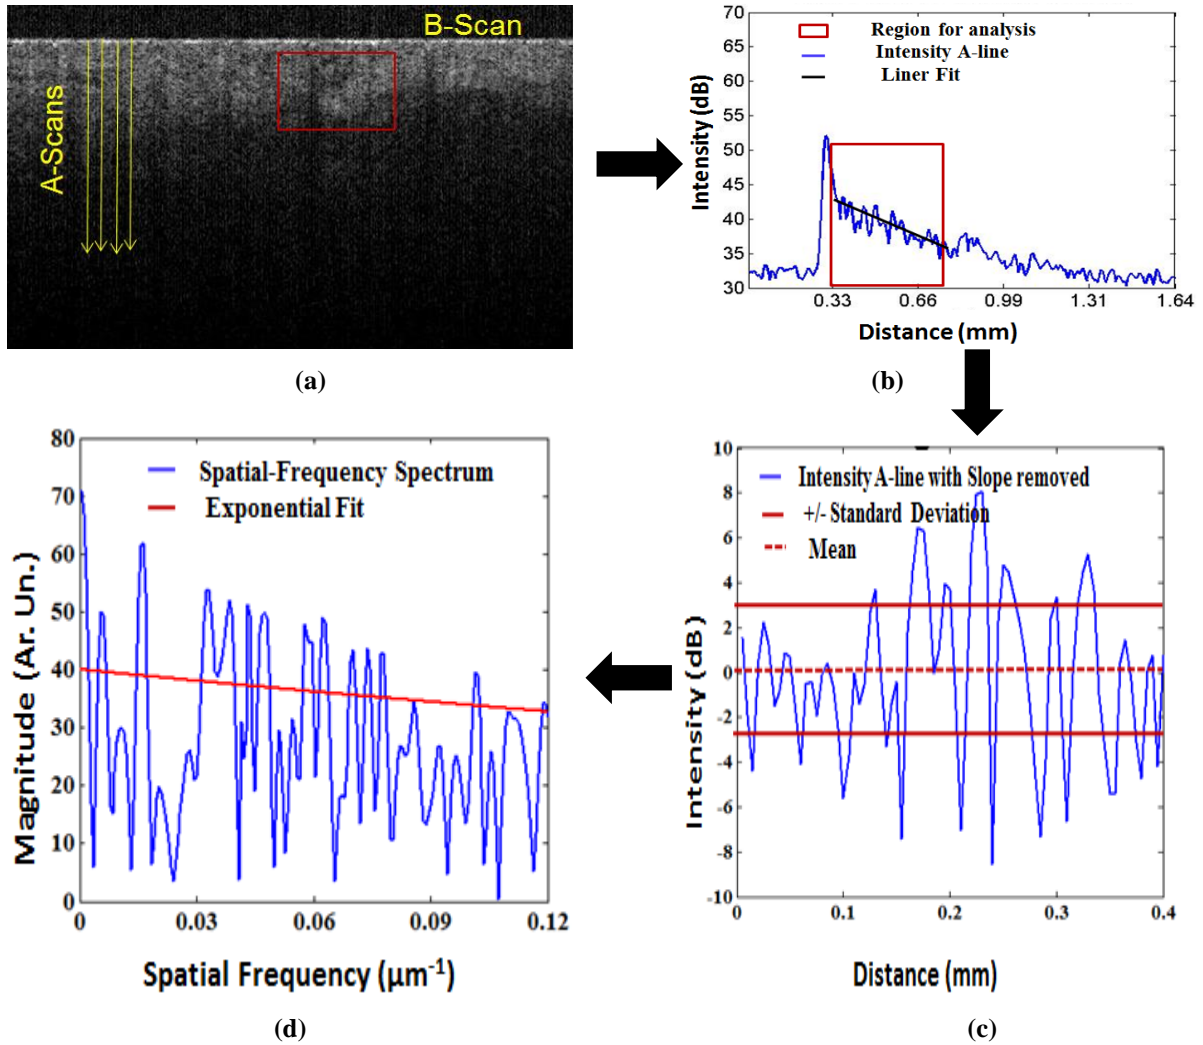 B-Scan
A-Scans
(a)
70
65
60
55
50
45
40
35
30
Intensity (dB)
Region for analysis
Intensity A-line
Liner Fit
0.33 0.66 0.99 1.31 1.64
Distance (mm)
(b)
80
70
60
50
40
30
20
10
0
Magnitude (Ar. Un.)
Spatial-Frequency Spectrum
Exponential Fit
0 0.03 0.06 0.09 0.12
Spatial Frequency (μm-1)
(d)
10
8
6
4
2
0
-2
-4
-6
-8
-10
Intensity (dB)
Intensity A-line with Slope removed
+/- Standard Deviation
Mean
0 0.1 0.2 0.3 0.4
Distance (mm)
(c)